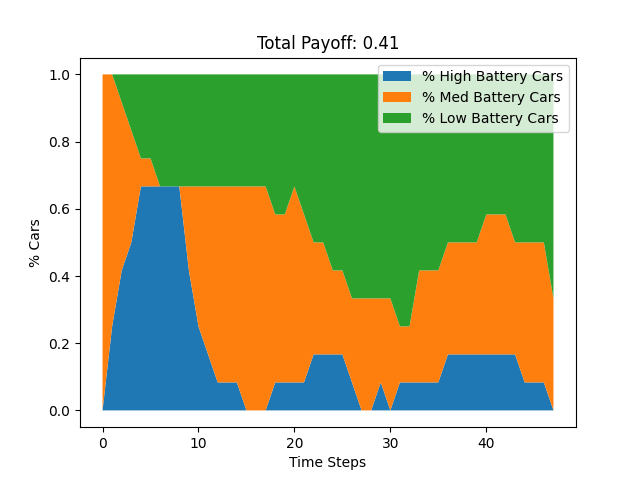 Total Payoff: 0.41
% High Battery Cars
% Med Battery Cars
% Low Battery Cars
1.0
0.8
0.6
0.4
0.2
0.0
% Cars
0 10 20 30 40
Time Steps